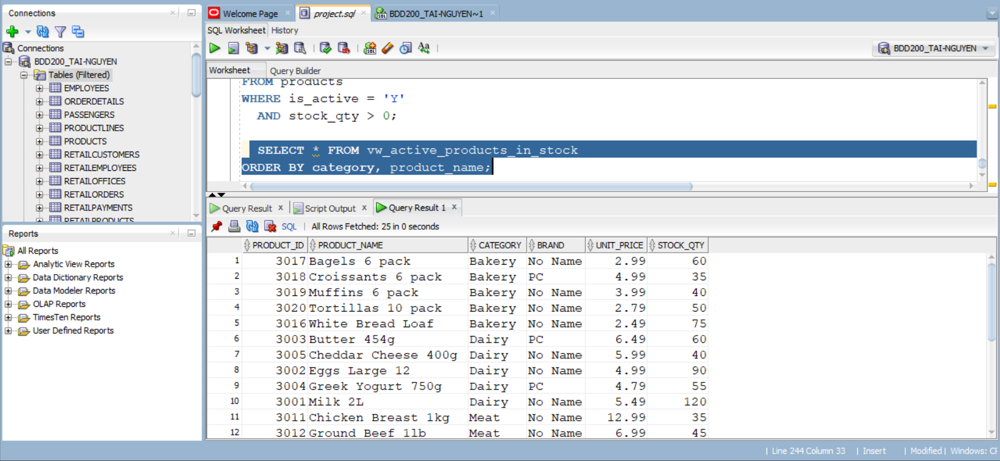 Connections
Connections
BDD200_TAI-NGUYEN
Tables (Filtered)
EMPLOYEES
ORDERDETAILS
PASSENGERS
PRODUCTLINES
PRODUCTS
RETAILCUSTOMERS
RETAILEMPLOYEES
RETAILOFFICES
RETAILORDERS
RETAILPAYMENTS
RETAILPRODUCTS
Reports
All Reports
Analytic View Reports
Data Dictionary Reports
Data Modeler Reports
OLAP Reports
TimesTen Reports
User Defined Reports
Welcome Page project.sql BDD200_TAI-NGUYEN~1
SQL Worksheet History
BDD200_TAI-NGUYEN
Worksheet Query Builder
FROM products
WHERE is_active = 'Y'
AND stock_qty > 0;
SELECT * FROM vw_active_products_in_stock
ORDER BY category, product_name;
Query Result x Script Output x Query Result 1 x
SQL | All Rows Fetched: 25 in 0 seconds
PRODUCT_ID PRODUCT_NAME CATEGORY BRAND UNIT_PRICE STOCK_QTY
1 3017 Bagels 6 pack Bakery No Name 2.99 60
2 3018 Croissants 6 pack Bakery PC 4.99 35
3 3019 Muffins 6 pack Bakery No Name 3.99 40
4 3020 Tortillas 10 pack Bakery No Name 2.79 50
5 3016 White Bread Loaf Bakery No Name 2.49 75
6 3003 Butter 454g Dairy PC 6.49 60
7 3005 Cheddar Cheese 400g Dairy No Name 5.99 40
8 3002 Eggs Large 12 Dairy No Name 4.99 90
9 3004 Greek Yogurt 750g Dairy PC 4.79 55
10 3001 Milk 2L Dairy No Name 5.49 120
11 3011 Chicken Breast 1kg Meat No Name 12.99 35
12 3012 Ground Beef 1lb Meat No Name 6.99 45
| Line 244 Column 33 | Insert | Modified | Windows: CF